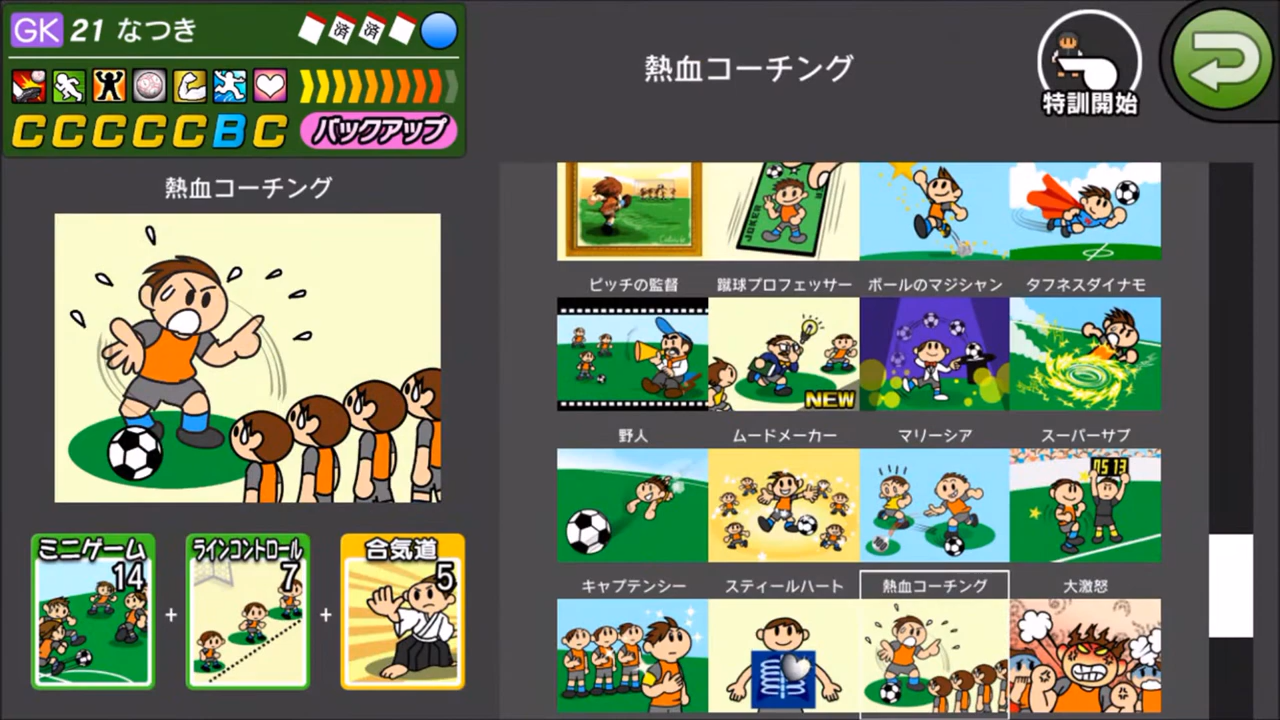 GK 21 なつき
済 済
C C C C C B C バックアップ
熱血コーチング
特訓開始
熱血コーチング
ミニゲーム 14
+
ラインコントロール 7
+
合気道 5
JOKER
ピッチの監督 蹴球プロフェッサー ボールのマジシャン タフネスダイナモ
NEW
野人 ムードメーカー マリーシア スーパーサブ
05 13
キャプテンシー スティールハート 熱血コーチング 大激怒